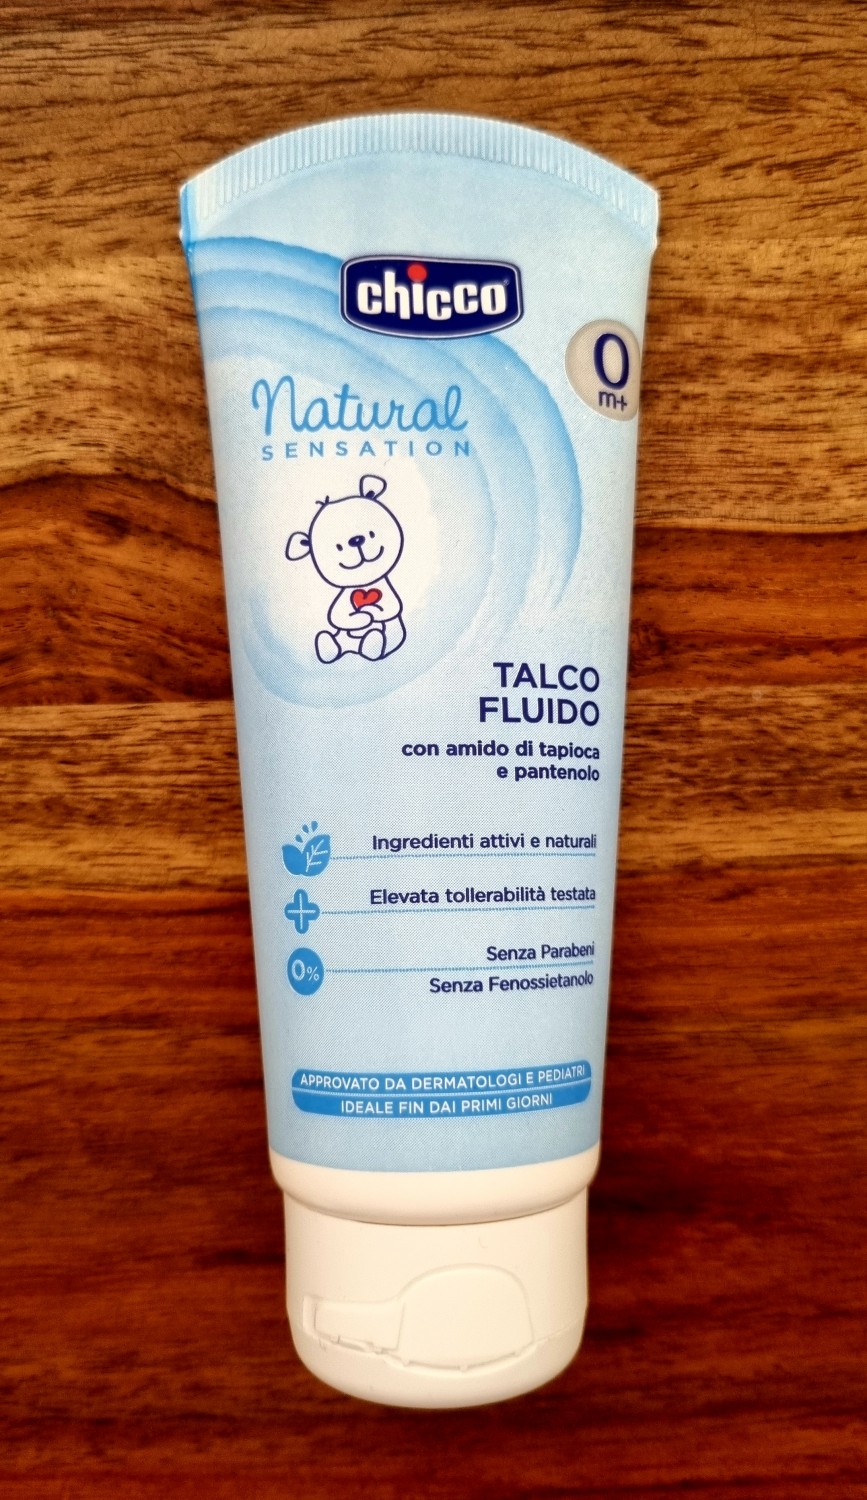 chicco
0
m+
Natural
SENSATION
TALCO
FLUIDO
con amido di tapioca
e pantenolo
Ingredienti attivi e naturali
Elevata tollerabilità testata
0%
Senza Parabeni
Senza Fenossietanolo
APPROVATO DA DERMATOLOGI E PEDIATRI
IDEALE FIN DAI PRIMI GIORNI